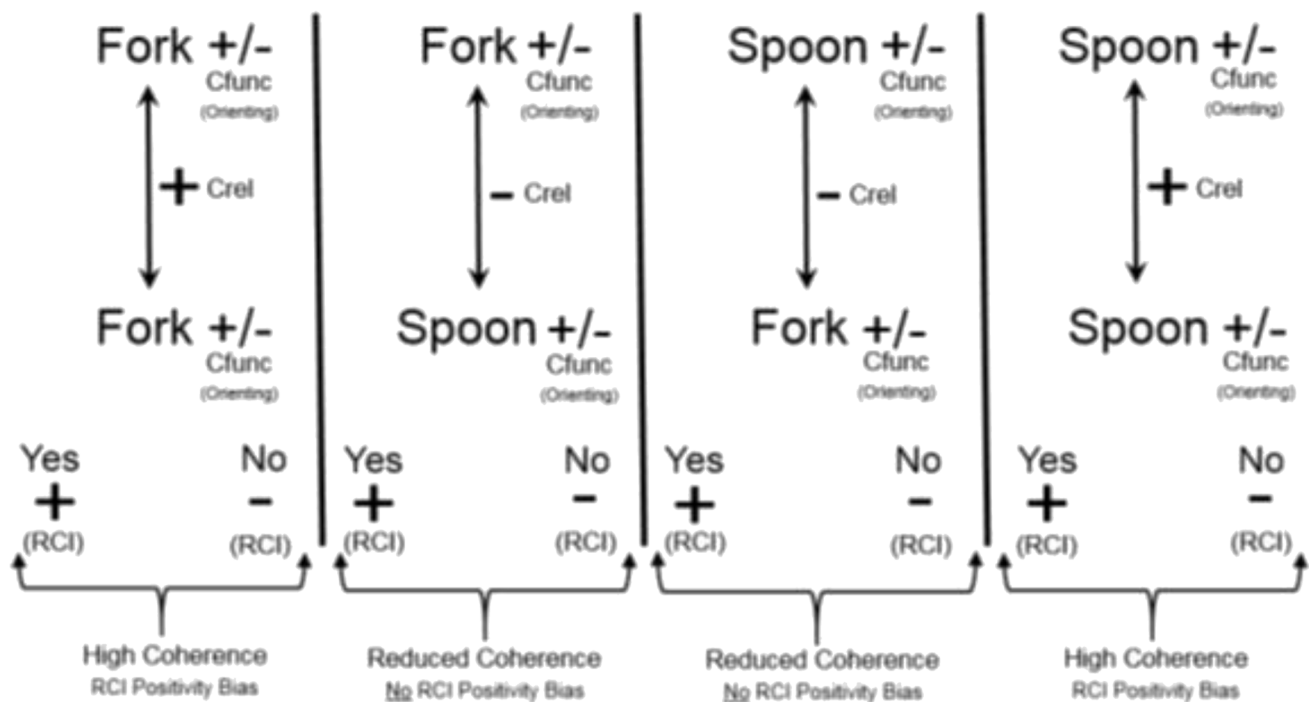 Fork +/-
Cfunc
(Orienting)
+ Crel
Fork +/-
Cfunc
(Orienting)
Yes No
+ -
(RCI) (RCI)
High Coherence
RCI Positivity Bias
Fork +/-
Cfunc
(Orienting)
- Crel
Spoon +/-
Cfunc
(Orienting)
Yes No
+ -
(RCI) (RCI)
Reduced Coherence
No RCI Positivity Bias
Spoon +/-
Cfunc
(Orienting)
- Crel
Fork +/-
Cfunc
(Orienting)
Yes No
+ -
(RCI) (RCI)
Reduced Coherence
No RCI Positivity Bias
Spoon +/-
Cfunc
(Orienting)
+ Crel
Spoon +/-
Cfunc
(Orienting)
Yes No
+ -
(RCI) (RCI)
High Coherence
RCI Positivity Bias